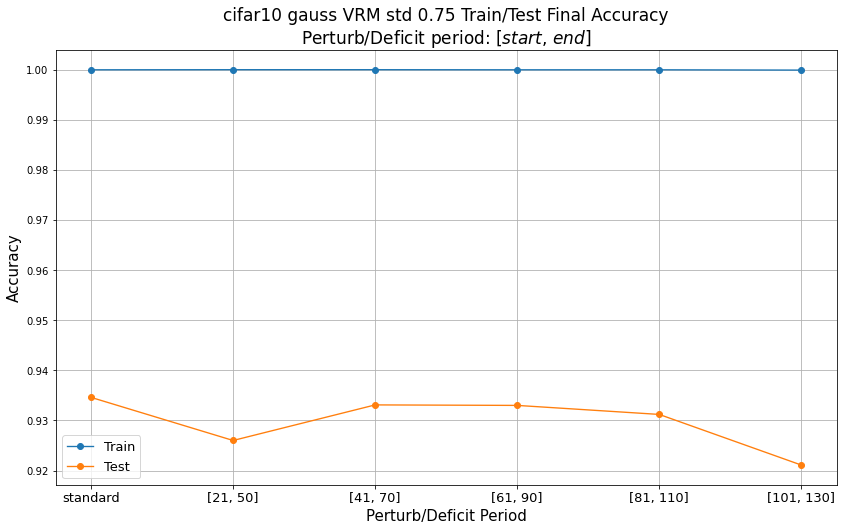 cifar10 gauss VRM std 0.75 Train/Test Final Accuracy
Perturb/Deficit period: [start, end]
Accuracy
1.00
0.99
0.98
0.97
0.96
0.95
0.94
0.93
0.92
Train
Test
standard [21, 50] [41, 70] [61, 90] [81, 110] [101, 130]
Perturb/Deficit Period